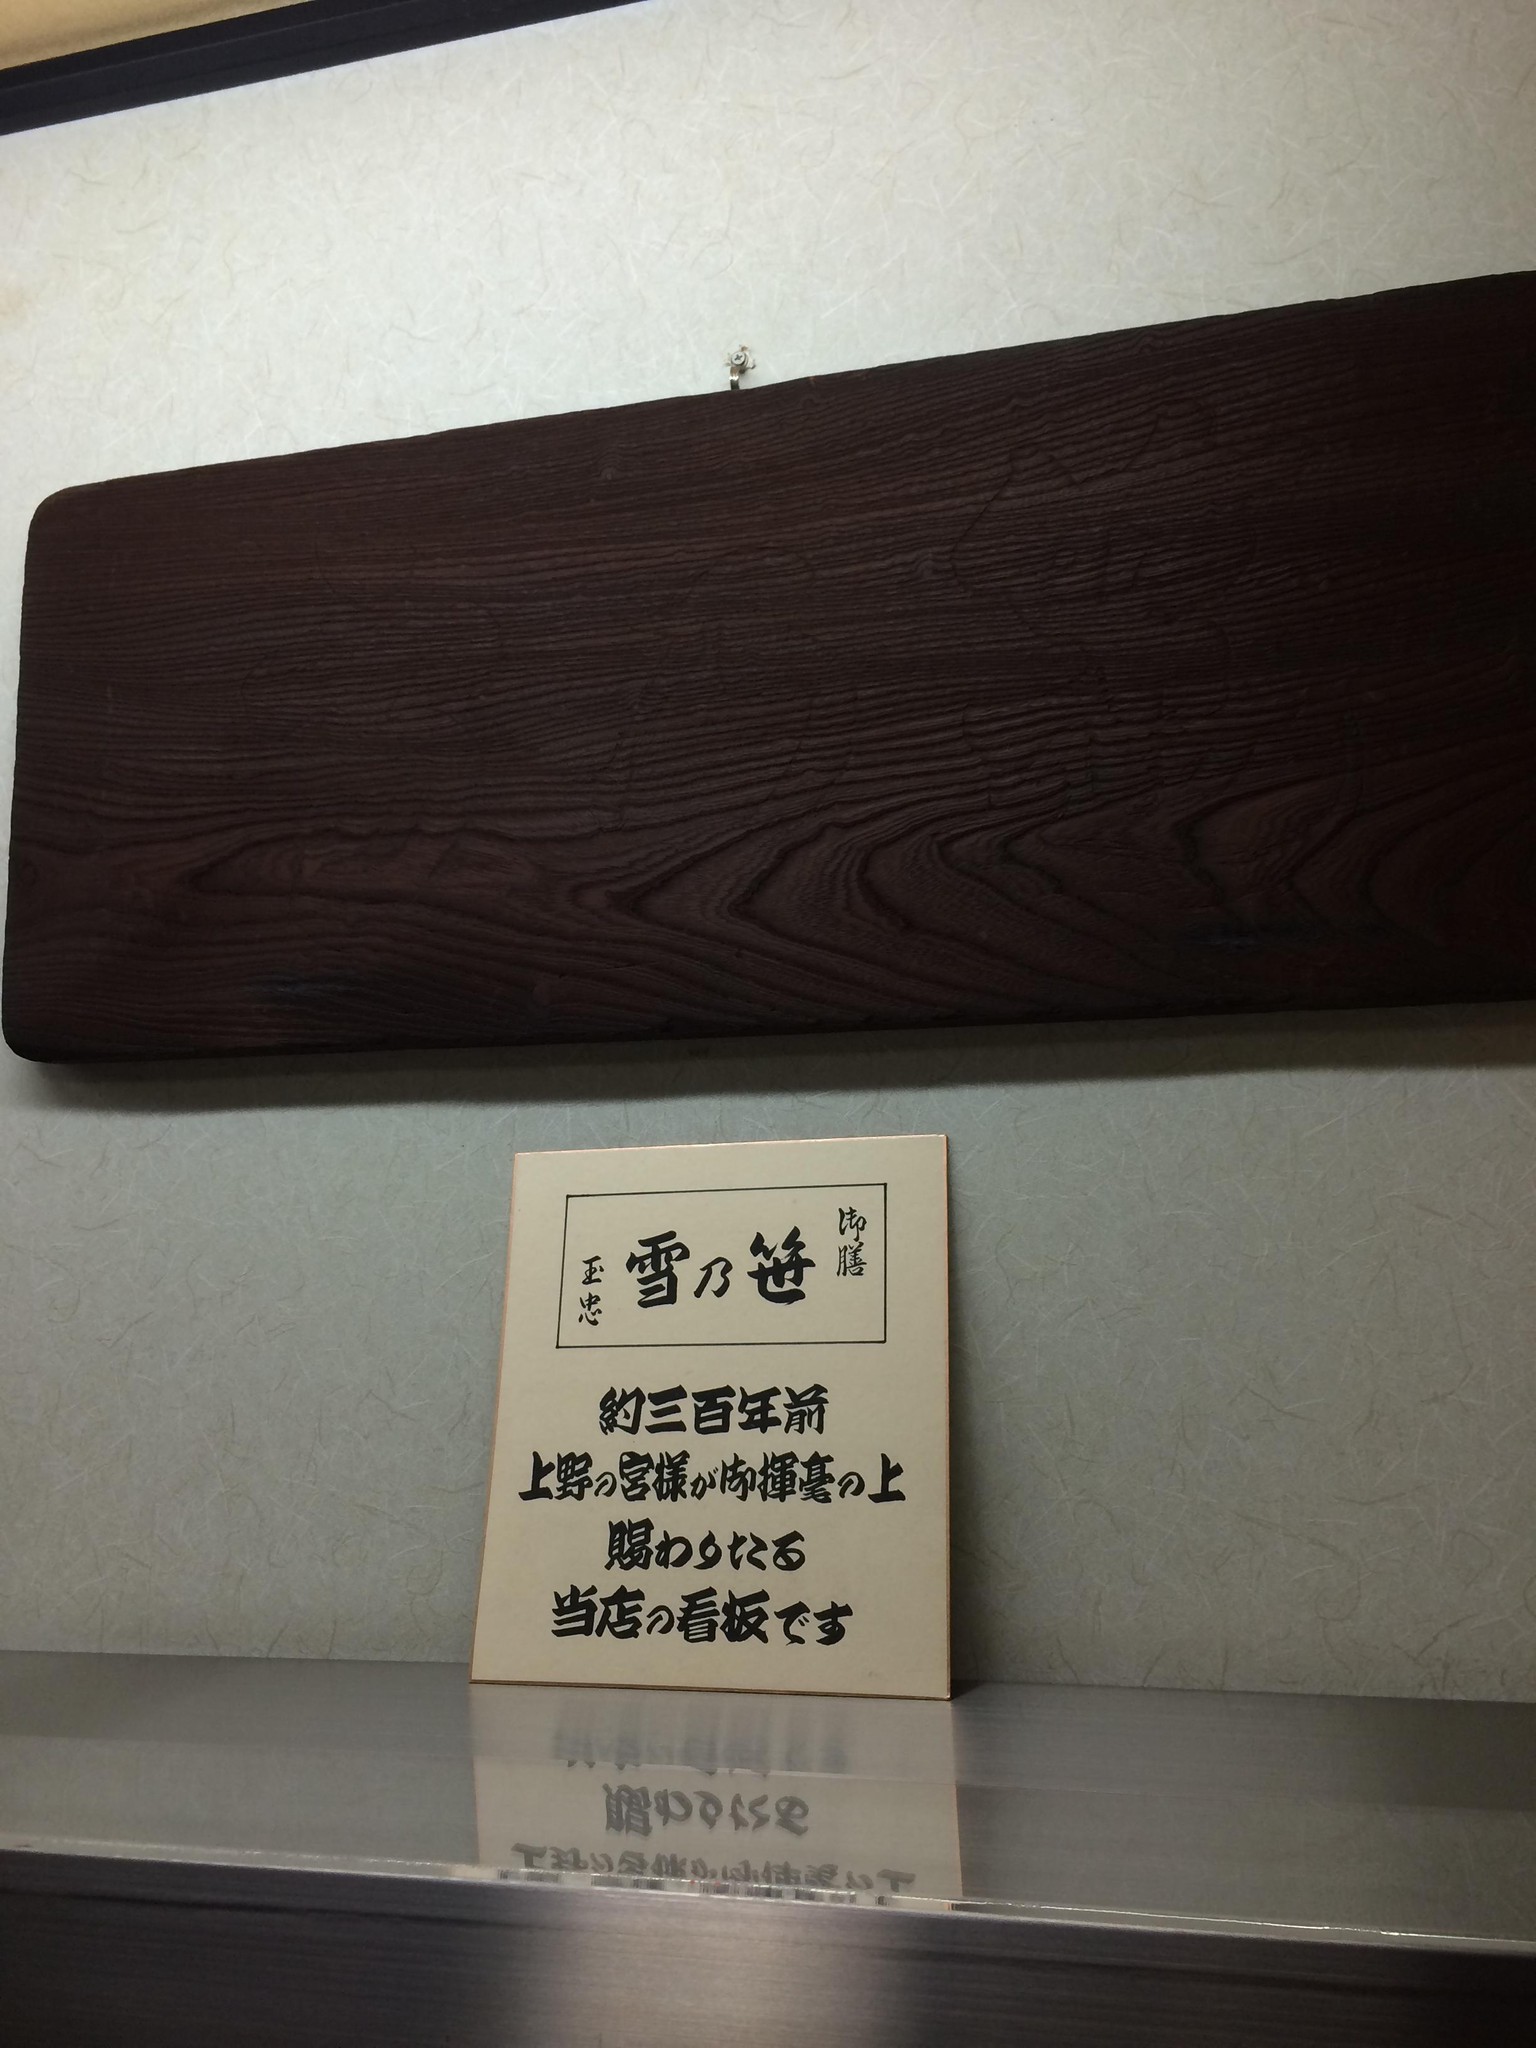 御膳
笹乃雪
玉忠
約三百年前
上野の宮様が御揮毫の上
賜わりたる
当店の看板です